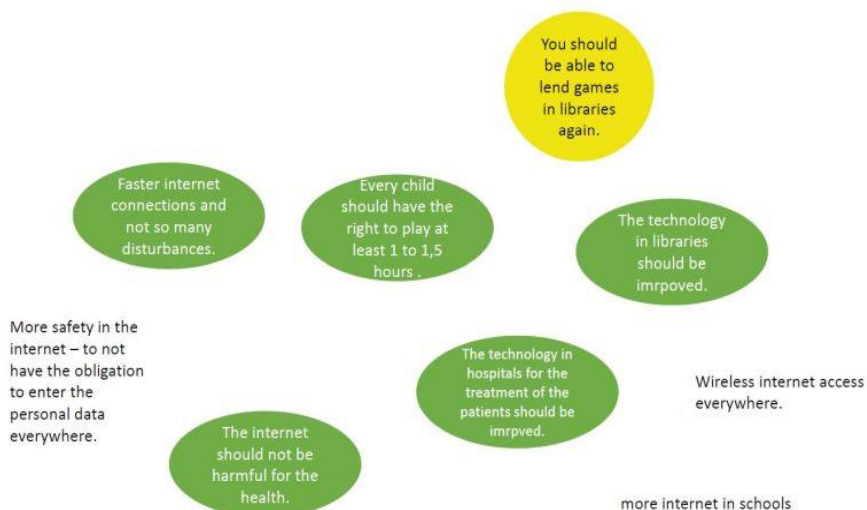 You should
be able to
lend games
in libraries
again.
Faster internet
connections and
not so many
disturbances.
Every child
should have the
right to play at
least 1 to 1,5
hours .
The technology
in libraries
should be
imrpoved.
More safety in the
internet – to not
have the obligation
to enter the
personal data
everywhere.
The technology in
hospitals for the
treatment of the
patients should be
imrpved.
Wireless internet access
everywhere.
The internet
should not be
harmful for the
health.
more internet in schools